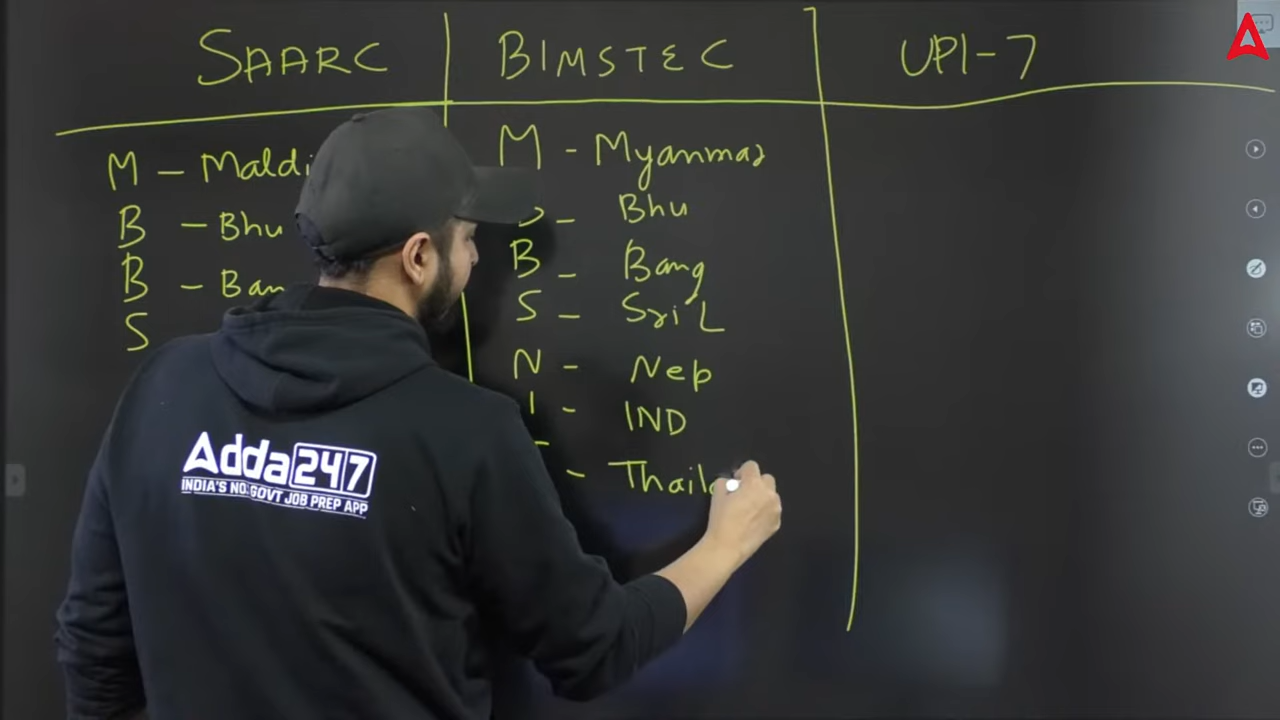 SAARC BIMSTEC UPI-7
M - Maldi
B - Bhu
B - Ban
S
M - Myanmar
B - Bhu
B - Bang
S - Sri L
N - Nep
I - IND
T - Thail
Adda247
INDIA'S NO.1 GOVT JOB PREP APP